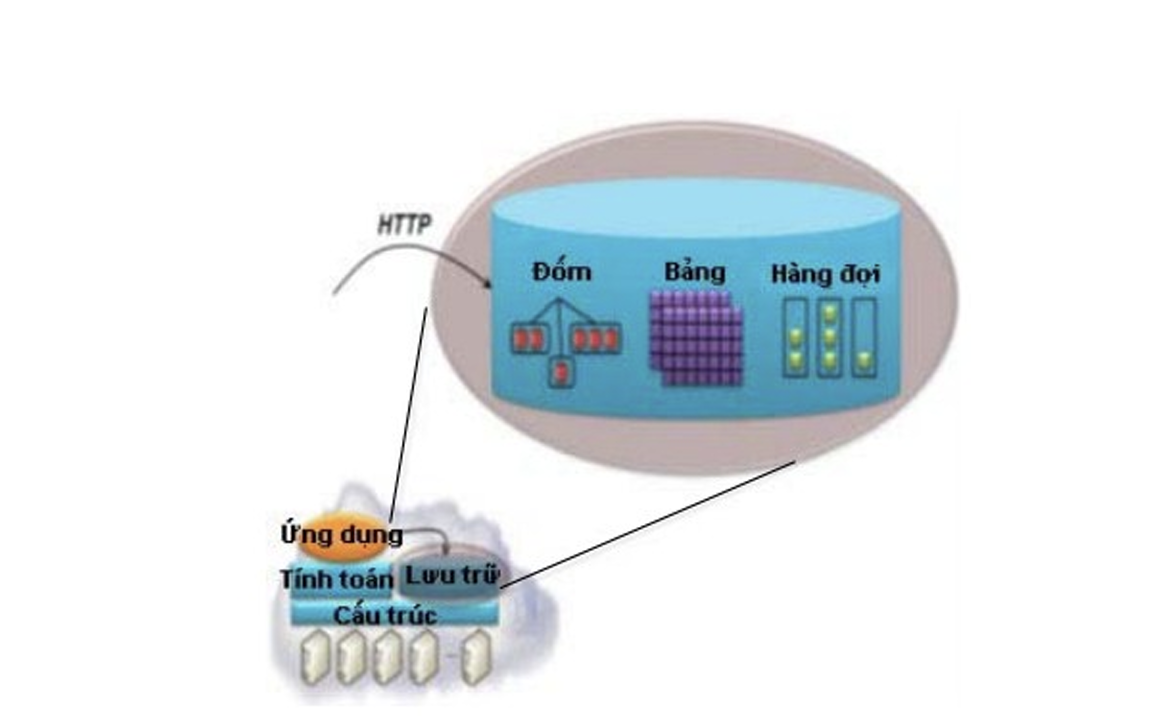 HTTP
Đốm
Bảng
Hàng đợi
Ứng dụng
Tính toán
Lưu trữ
Cấu trúc